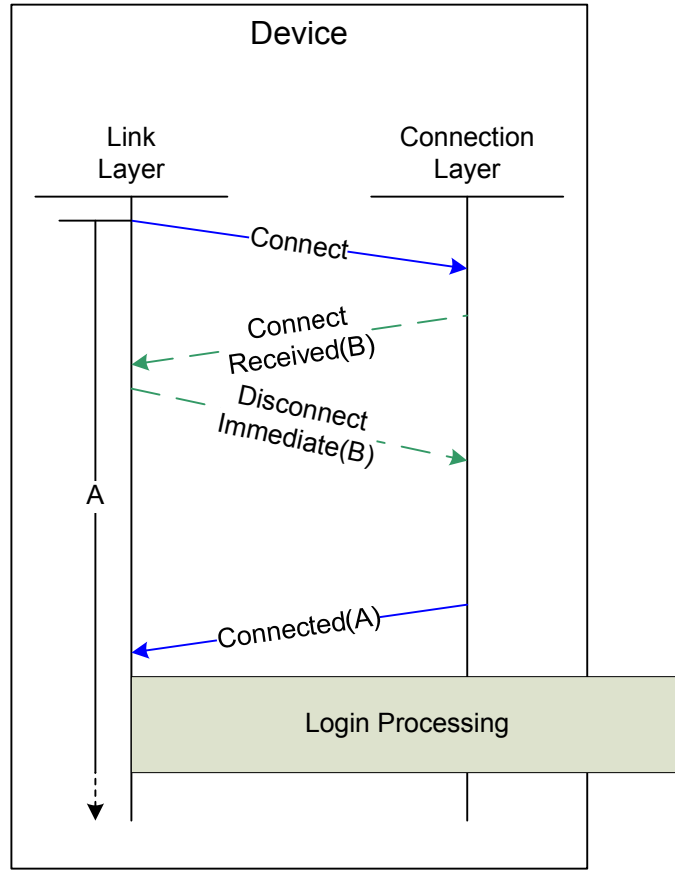 Device
Link
Layer
Connection
Layer
Connect
Connect
Received(B)
Disconnect
Immediate(B)
A
Connected(A)
Login Processing